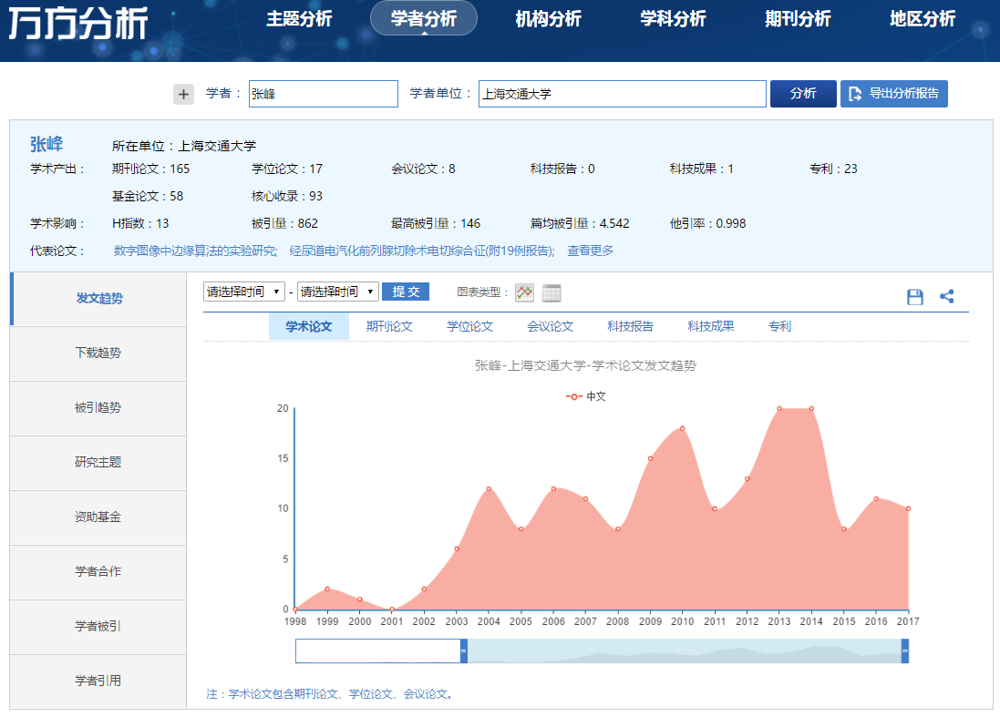 万方分析
主题分析 学者分析 机构分析 学科分析 期刊分析 地区分析
+ 学者： 张峰 学者单位： 上海交通大学 分析 导出分析报告
张峰 所在单位：上海交通大学
学术产出： 期刊论文：165 学位论文：17 会议论文：8 科技报告：0 科技成果：1 专利：23
基金论文：58 核心收录：93
学术影响： H指数：13 被引量：862 最高被引量：146 篇均被引量：4.542 他引率：0.998
代表论文： 数字图像中边缘算法的实验研究; 经尿道电汽化前列腺切除术电切综合征(附19例报告); 查看更多
发文趋势
下载趋势
被引趋势
研究主题
资助基金
学者合作
学者被引
学者引用
请选择时间 - 请选择时间 提交 图表类型：
学术论文 期刊论文 学位论文 会议论文 科技报告 科技成果 专利
张峰-上海交通大学-学术论文发文趋势
中文
20
15
10
5
0
1998 1999 2000 2001 2002 2003 2004 2005 2006 2007 2008 2009 2010 2011 2012 2013 2014 2015 2016 2017
注：学术论文包含期刊论文、学位论文、会议论文。